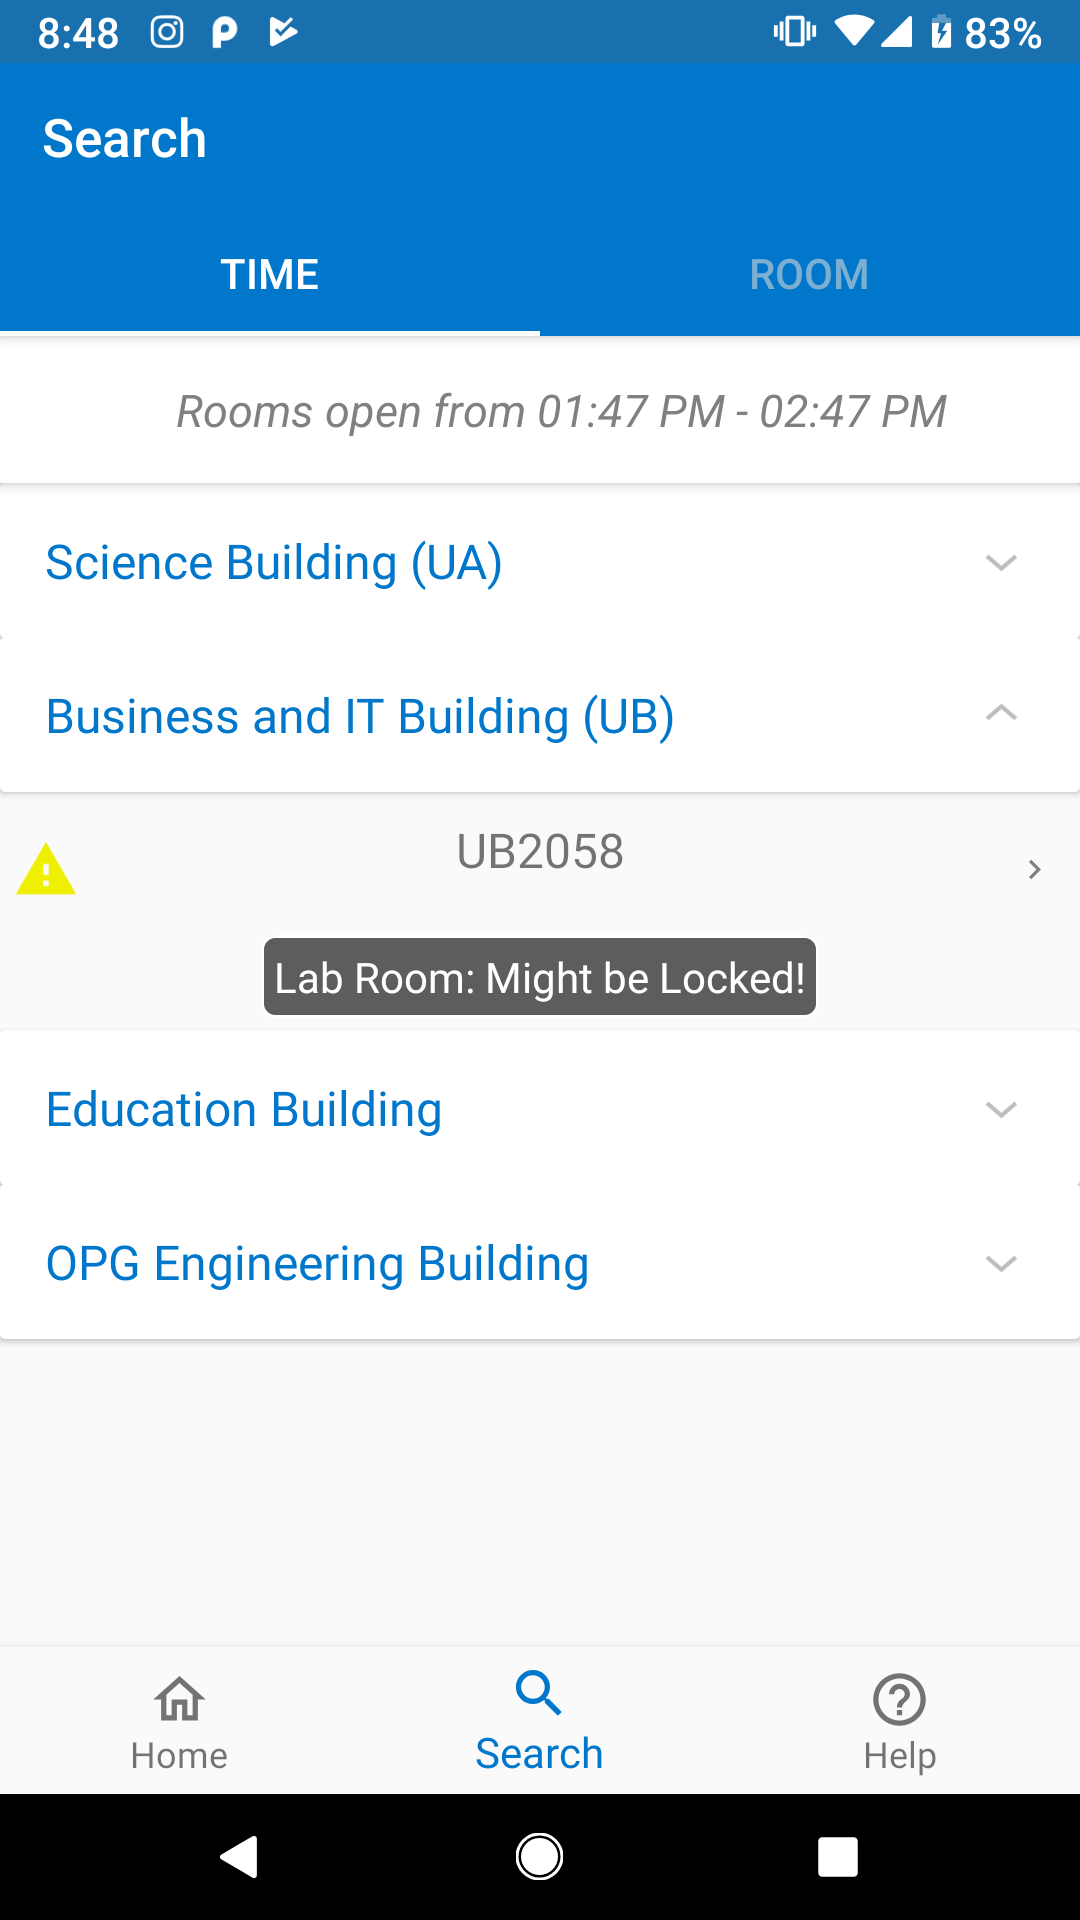 8:48
83%
Search
TIME
ROOM
Rooms open from 01:47 PM - 02:47 PM
Science Building (UA)
Business and IT Building (UB)
UB2058
Lab Room: Might be Locked!
Education Building
OPG Engineering Building
Home
Search
Help